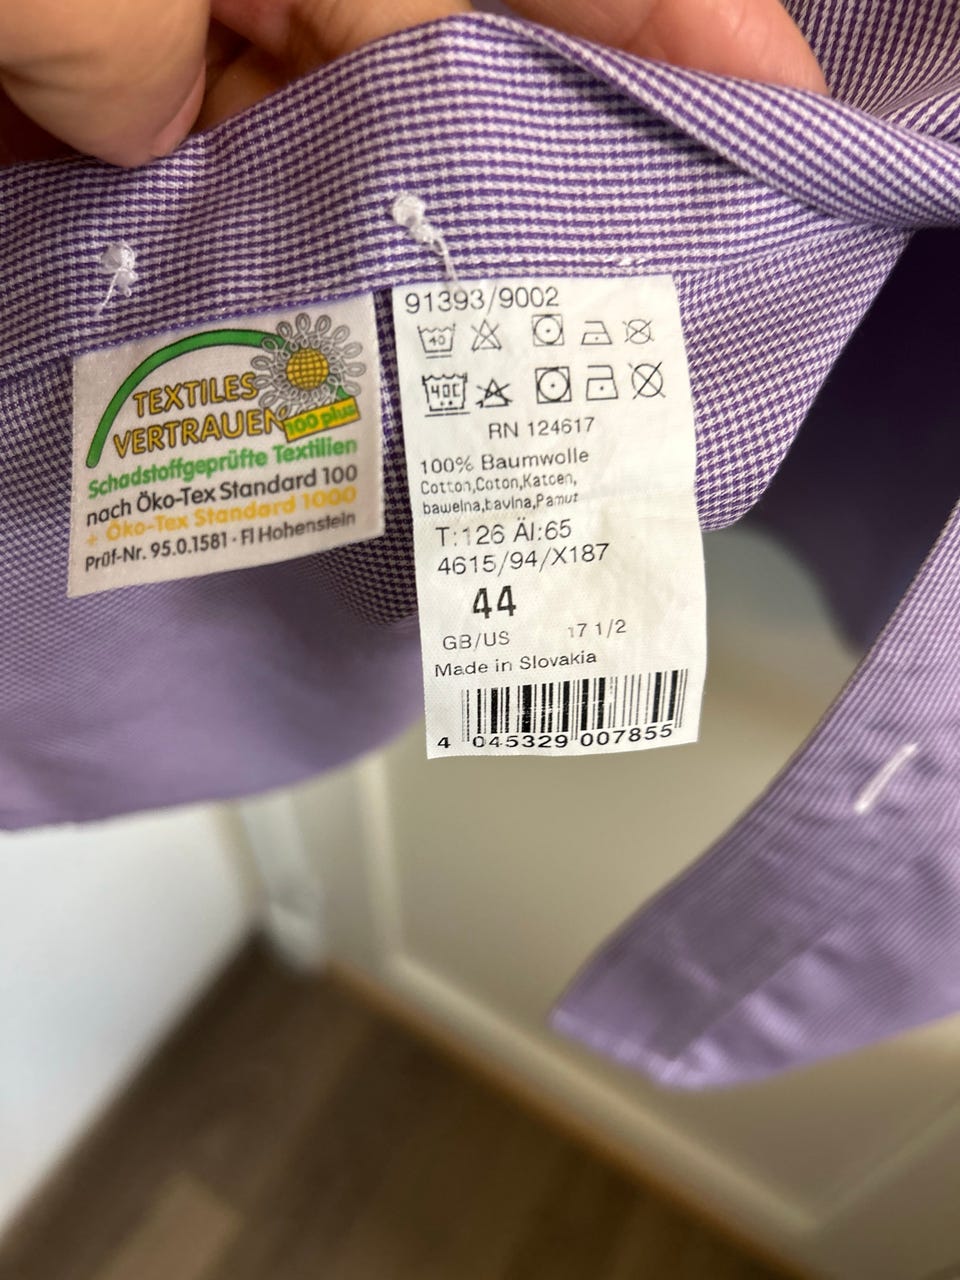 TEXTILES
VERTRAUEN
100 plus
Schadstoffgeprüfte Textilien
nach Öko-Tex Standard 100
+ Öko-Tex Standard 1000
Prüf-Nr. 95.0.1581 · FI Hohenstein
91393/9002
40
40C
RN 124617
100% Baumwolle
Cotton,Coton,Katoen,
bawelna,bavlna,Pamut
T:126 Äl:65
4615/94/X187
44
GB/US 17 1/2
Made in Slovakia
4 045329 007855